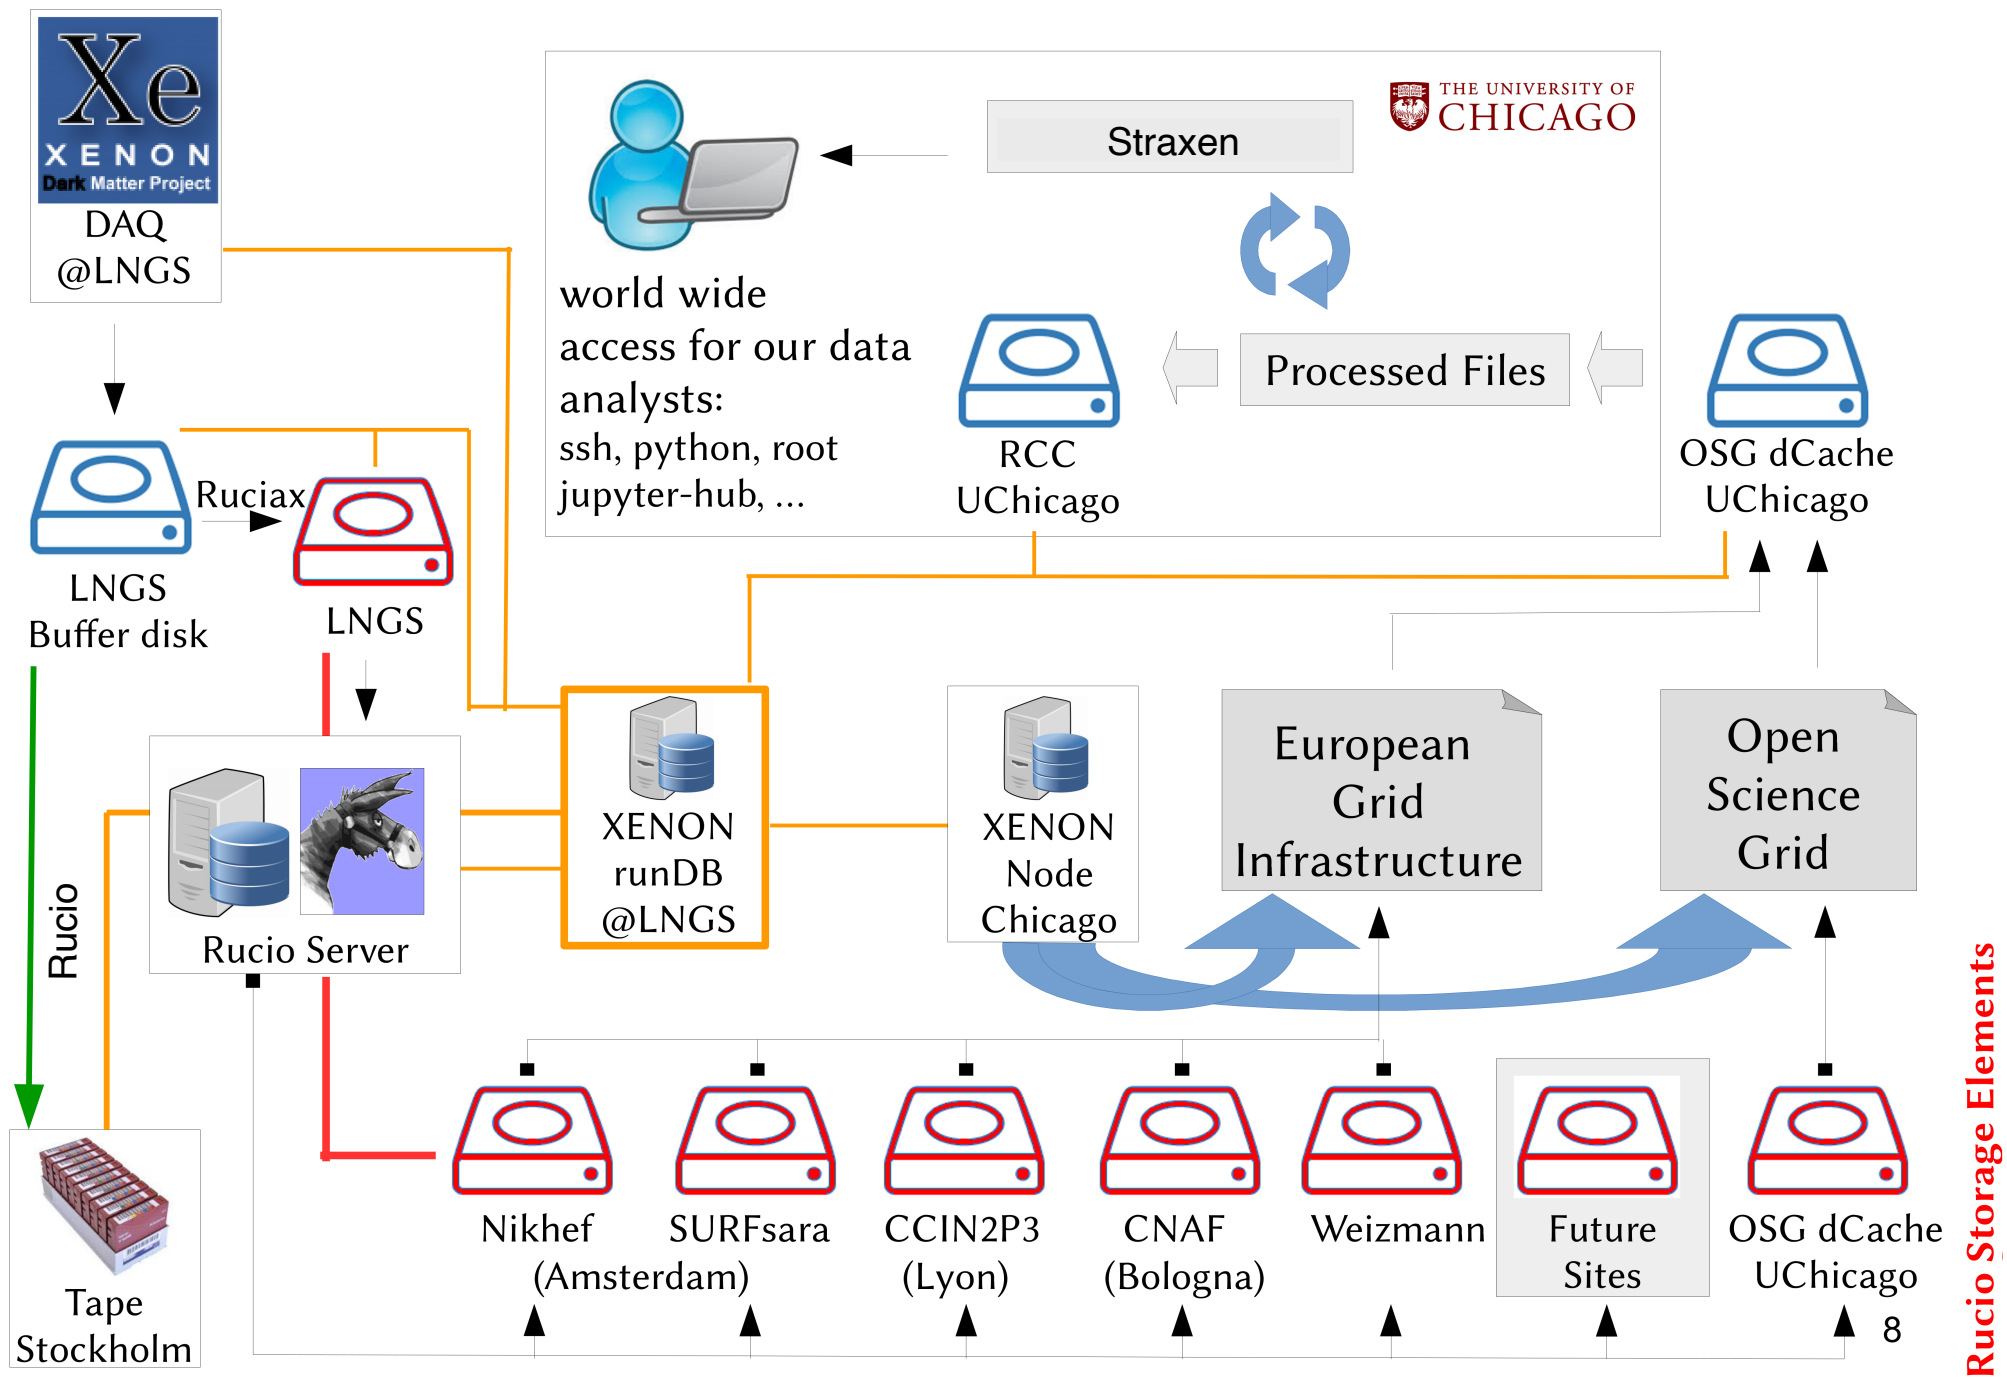 Xe
XENON
Dark Matter Project
DAQ
@LNGS
THE UNIVERSITY OF
CHICAGO
Straxen
world wide
access for our data
analysts:
ssh, python, root
jupyter-hub, ...
Processed Files
RCC
UChicago
OSG dCache
UChicago
Ruciax
LNGS
Buffer disk
LNGS
Rucio
Rucio Server
XENON
runDB
@LNGS
XENON
Node
Chicago
European
Grid
Infrastructure
Open
Science
Grid
Tape
Stockholm
Nikhef
SURFsara
(Amsterdam)
CCIN2P3
(Lyon)
CNAF
(Bologna)
Weizmann
Future
Sites
OSG dCache
UChicago
8
Rucio Storage Elements